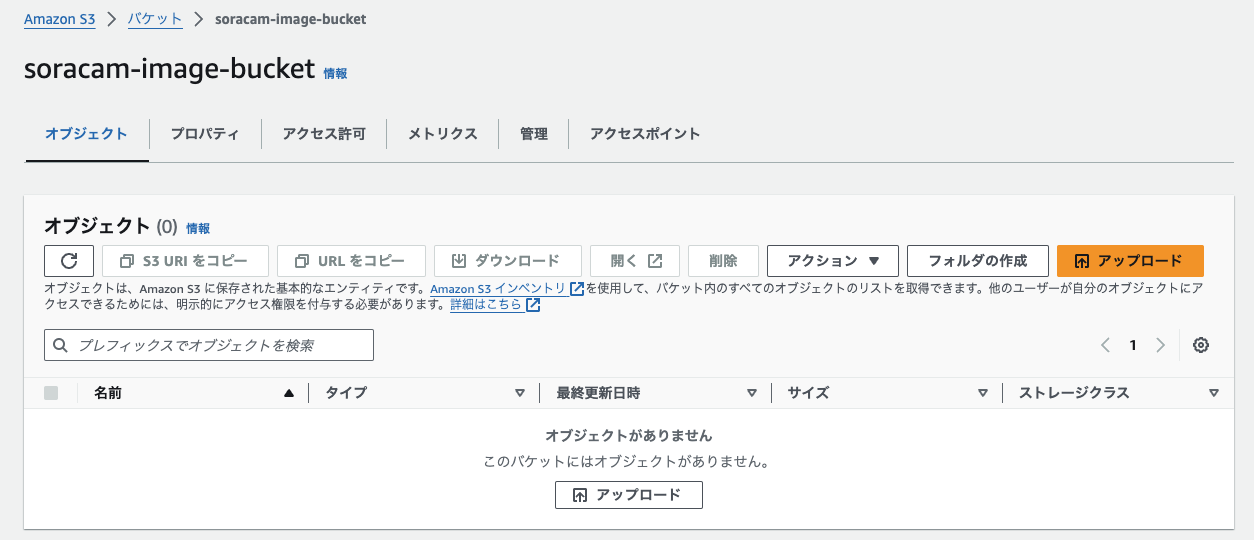 Amazon S3 > バケット > soracam-image-bucket
soracam-image-bucket 情報
オブジェクト プロパティ アクセス許可 メトリクス 管理 アクセスポイント
オブジェクト (0) 情報
S3 URI をコピー URL をコピー ダウンロード 開く 削除 アクション ▼ フォルダの作成 アップロード
オブジェクトは、Amazon S3 に保存された基本的なエンティティです。Amazon S3 インベントリ を使用して、バケット内のすべてのオブジェクトのリストを取得できます。他のユーザーが自分のオブジェクトにア
クセスできるためには、明示的にアクセス権限を付与する必要があります。詳細はこちら
プレフィックスでオブジェクトを検索 < 1 >
名前 ▲ タイプ ▽ 最終更新日時 ▽ サイズ ▽ ストレージクラス ▽
オブジェクトがありません
このバケットにはオブジェクトがありません。
アップロード